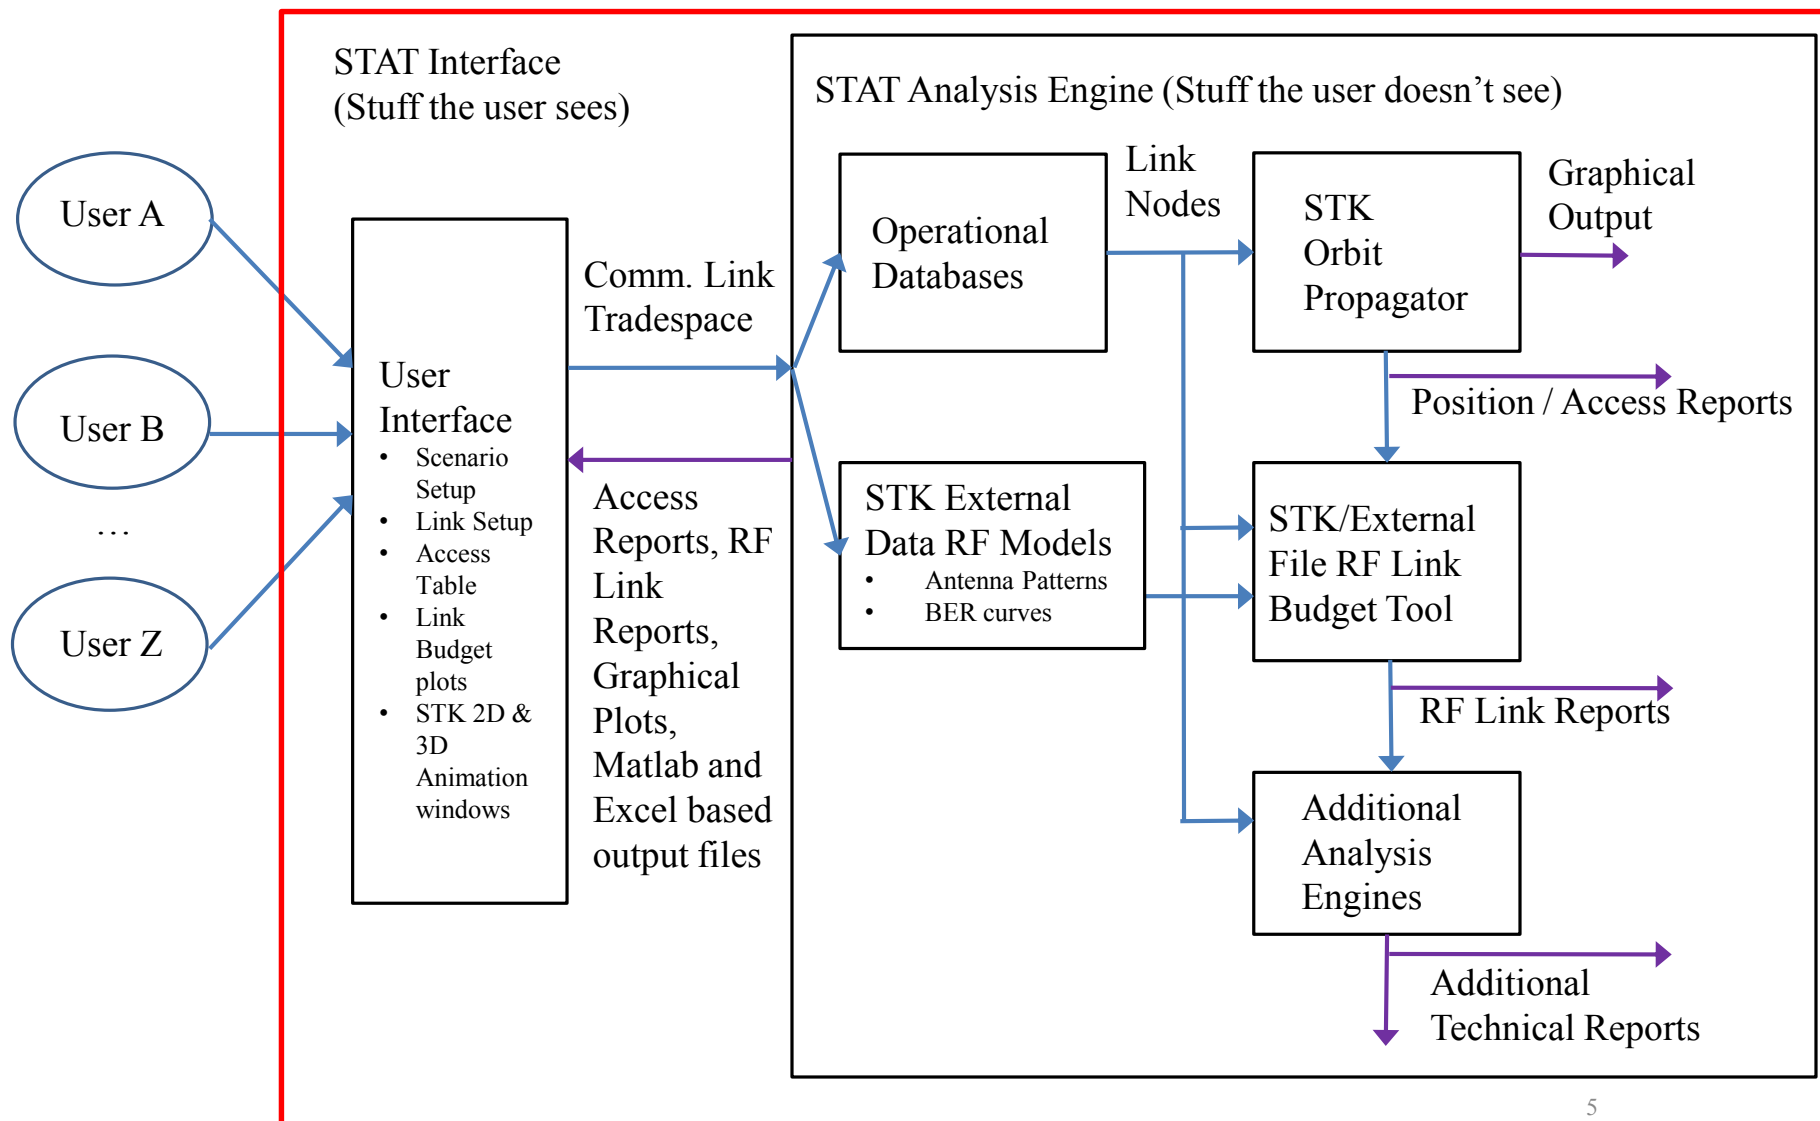 STAT Interface
(Stuff the user sees)
STAT Analysis Engine (Stuff the user doesn’t see)
User A
User B
…
User Z
User
Interface
• Scenario
Setup
• Link Setup
• Access
Table
• Link
Budget
plots
• STK 2D &
3D
Animation
windows
Comm. Link
Tradespace
Access
Reports, RF
Link
Reports,
Graphical
Plots,
Matlab and
Excel based
output files
Operational
Databases
Link
Nodes
STK
Orbit
Propagator
Graphical
Output
Position / Access Reports
STK External
Data RF Models
• Antenna Patterns
• BER curves
STK/External
File RF Link
Budget Tool
RF Link Reports
Additional
Analysis
Engines
Additional
Technical Reports
5